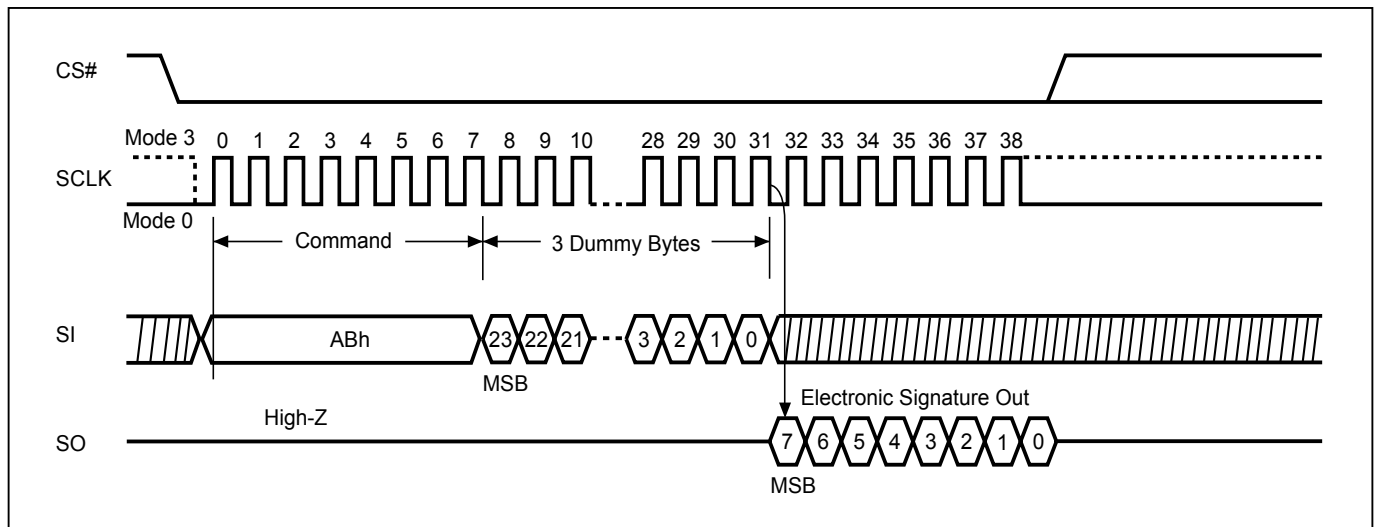 CS#
Mode 3
0 1 2 3 4 5 6 7 8 9 10 28 29 30 31 32 33 34 35 36 37 38
SCLK
Mode 0
Command
3 Dummy Bytes
SI
ABh
23 22 21 3 2 1 0
MSB
Electronic Signature Out
High-Z
SO
7 6 5 4 3 2 1 0
MSB